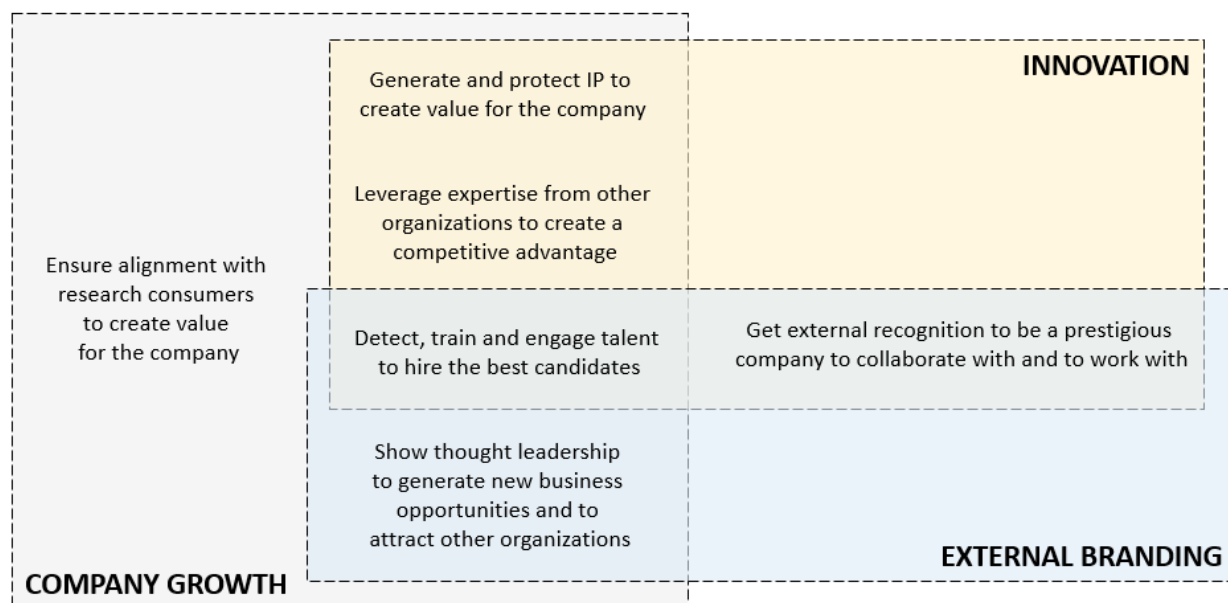 INNOVATION
Generate and protect IP to
create value for the company
Leverage expertise from other
organizations to create a
competitive advantage
Ensure alignment with
research consumers
to create value
for the company
Detect, train and engage talent
to hire the best candidates
Get external recognition to be a prestigious
company to collaborate with and to work with
Show thought leadership
to generate new business
opportunities and to
attract other organizations
EXTERNAL BRANDING
COMPANY GROWTH